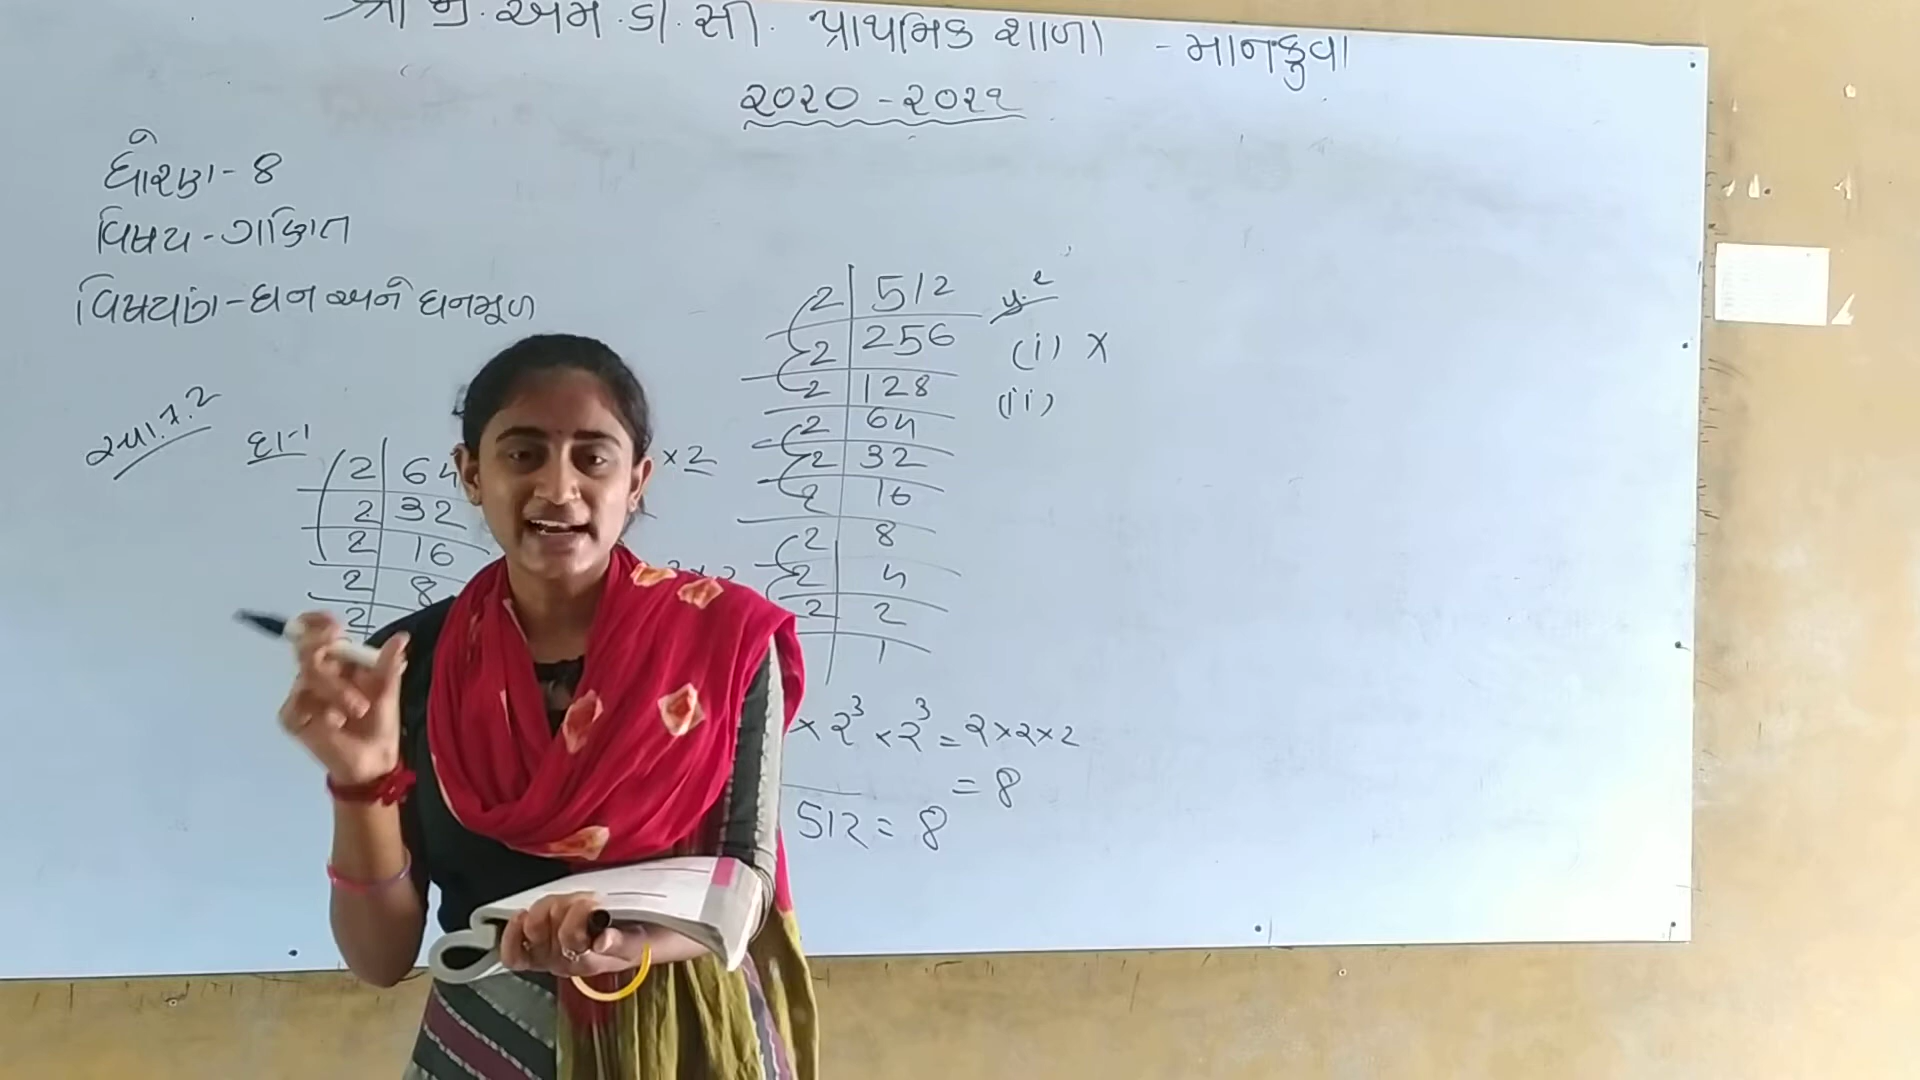 શ્રી મુ. એમ.ડી.સી. પ્રાથમિક શાળા - માનકુવા
૨૦૨૦ - ૨૦૨૧
ધોરણ - 8
વિષય - ગણિત
વિષયાંગ - ઘન અને ઘનમૂળ
સ્વા.7.2
દા-1
2 | 64
2 | 32
2 | 16
2 | 8
2
× 2
2 | 512
2 | 256
2 | 128
2 | 64
2 | 32
2 | 16
2 | 8
2 | 4
2 | 2
1
પ્ર.2
(i) X
(ii)
× 2³ × 2³ = 2×2×2
= 8
512 = 8